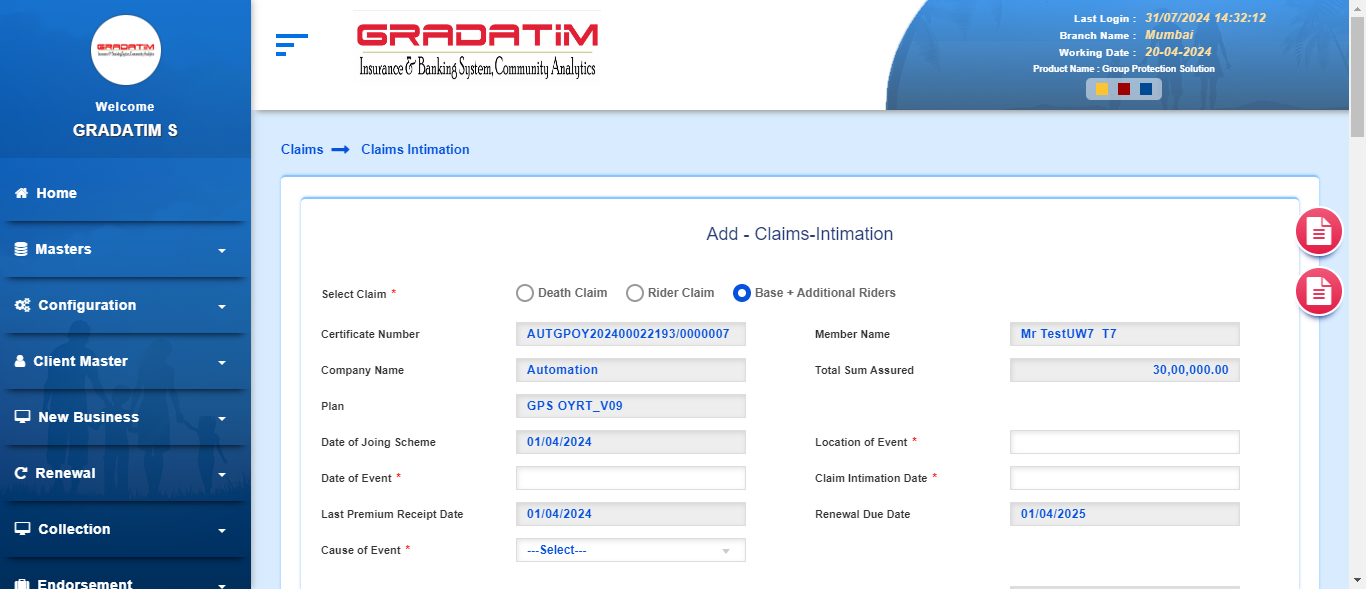 GRADATIM
Insurance & Banking System, Community Analytics
Welcome
GRADATIM S
Home
Masters
Configuration
Client Master
New Business
Renewal
Collection
Endorsement
GRADATIM
Insurance & Banking System, Community Analytics
Last Login : 31/07/2024 14:32:12
Branch Name : Mumbai
Working Date : 20-04-2024
Product Name : Group Protection Solution
Claims Claims Intimation
Add - Claims-Intimation
Select Claim * Death Claim Rider Claim Base + Additional Riders
Certificate Number AUTGPOY202400022193/0000007 Member Name Mr TestUW7 T7
Company Name Automation Total Sum Assured 30,00,000.00
Plan GPS OYRT_V09
Date of Joing Scheme 01/04/2024 Location of Event *
Date of Event * Claim Intimation Date *
Last Premium Receipt Date 01/04/2024 Renewal Due Date 01/04/2025
Cause of Event * ---Select---